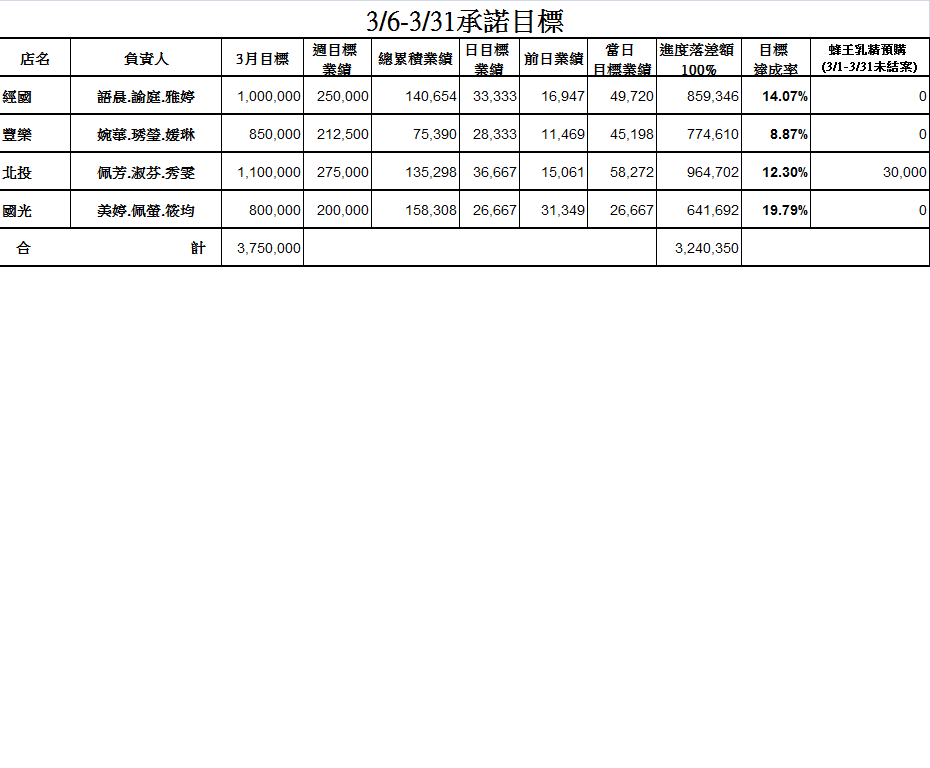 3/6-3/31承諾目標
店名 負責人 3月目標 週目標業績 總累積業績 日目標業績 前日業績 當日目標業績 進度落差額100% 目標達成率 蜂王乳精預購(3/1-3/31未結案)
經國 語晨.諭庭.雅婷 1,000,000 250,000 140,654 33,333 16,947 49,720 859,346 14.07% 0
豐樂 婉華.琇瑩.媛琳 850,000 212,500 75,390 28,333 11,469 45,198 774,610 8.87% 0
北投 佩芳.淑芬.秀雯 1,100,000 275,000 135,298 36,667 15,061 58,272 964,702 12.30% 30,000
國光 美婷.佩螢.筱均 800,000 200,000 158,308 26,667 31,349 26,667 641,692 19.79% 0
合 計 3,750,000 3,240,350